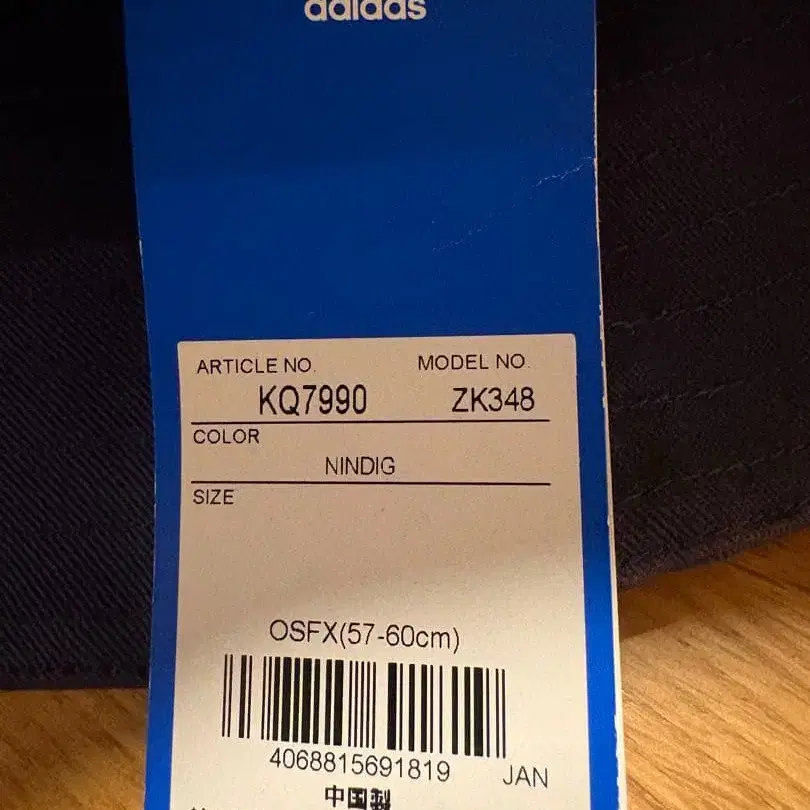 adidas
ARTICLE NO. MODEL NO.
KQ7990 ZK348
COLOR
NINDIG
SIZE
OSFX(57-60cm)
4068815691819 JAN
中国製